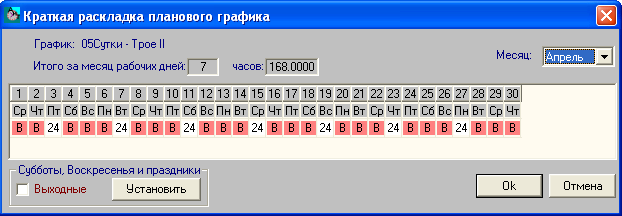 Краткая раскладка планового графика
График: 05Сутки - Трое II
Месяц: Апрель
Итого за месяц рабочих дней: 7 часов: 168.0000
1 2 3 4 5 6 7 8 9 10 11 12 13 14 15 16 17 18 19 20 21 22 23 24 25 26 27 28 29 30
Ср Чт Пт Сб Вс Пн Вт Ср Чт Пт Сб Вс Пн Вт Ср Чт Пт Сб Вс Пн Вт Ср Чт Пт Сб Вс Пн Вт Ср Чт
В В 24 В В В 24 В В В 24 В В В 24 В В В 24 В В В 24 В В В 24 В В В
Субботы, Воскресенья и праздники
Выходные Установить
Ok Отмена